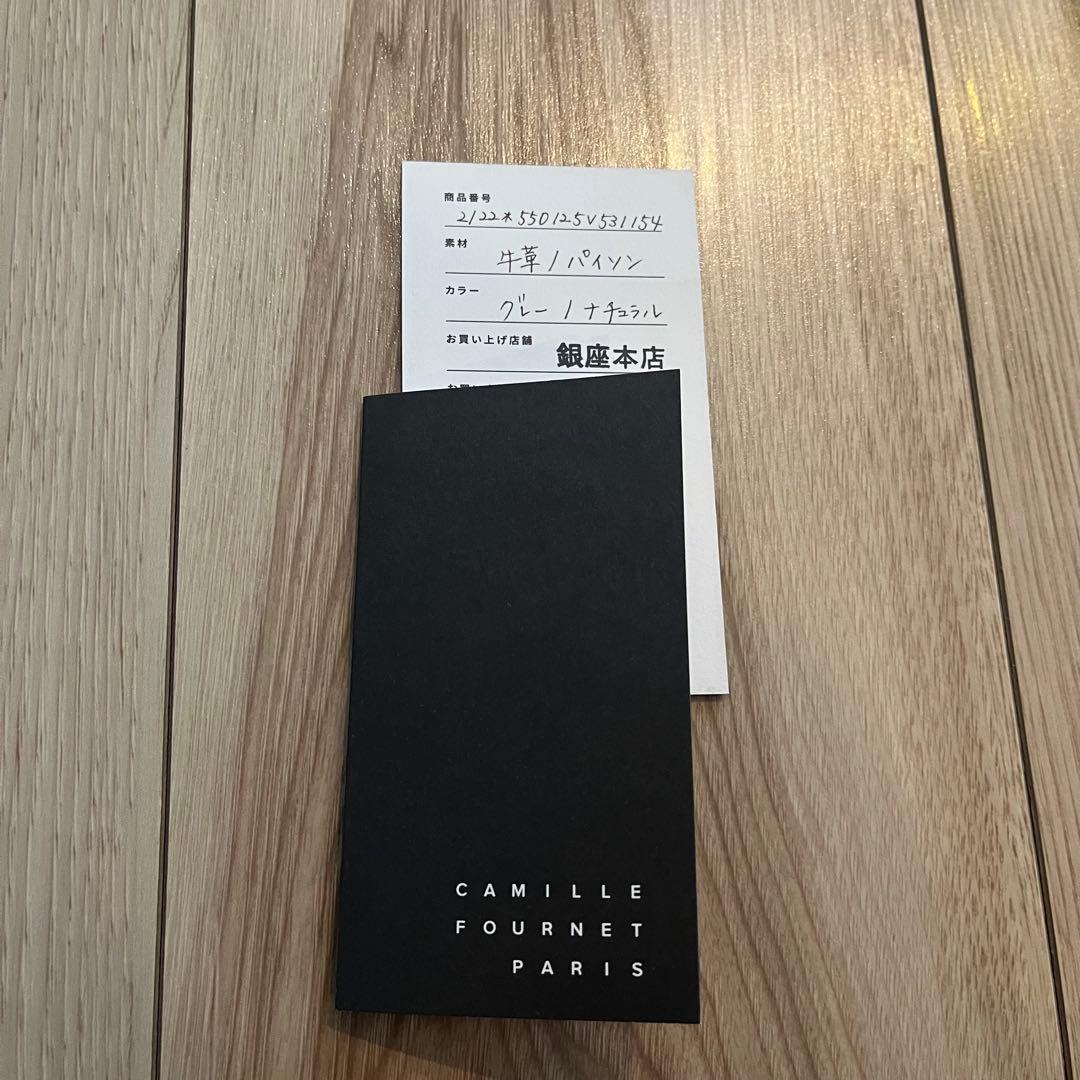 商品番号
2122*550125V531154
素材
牛革/パイソン
カラー
グレー/ナチュラル
お買い上げ店舗
銀座本店
CAMILLE
FOURNET
PARIS